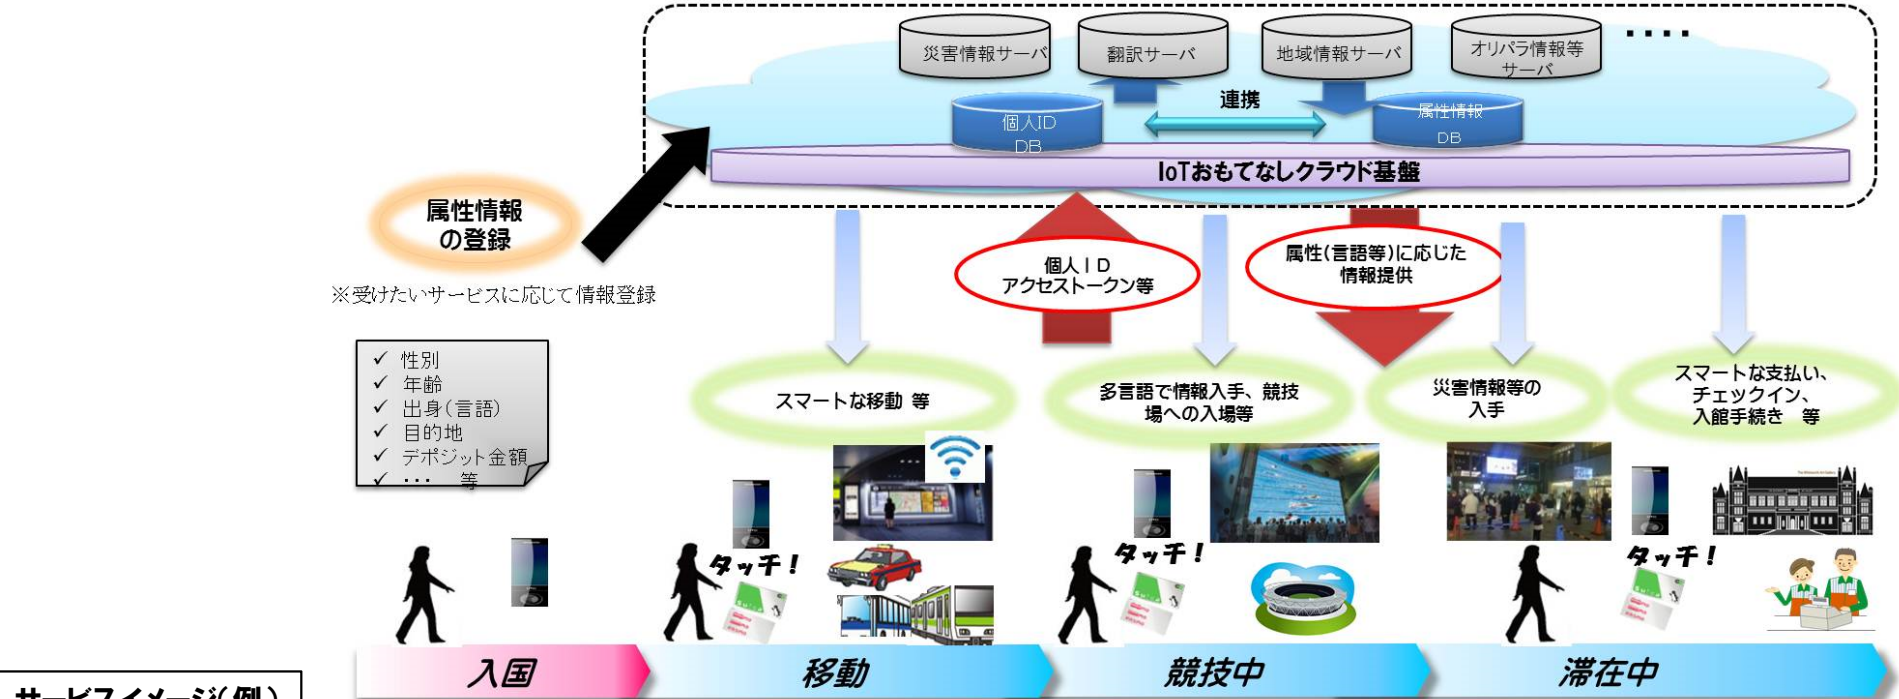 災害情報サーバ
翻訳サーバ
地域情報サーバ
オリパラ情報等
サーバ
個人ID
DB
連携
属性情報
DB
IoTおもてなしクラウド基盤
属性情報
の登録
※受けたいサービスに応じて情報登録
個人ID
アクセストークン等
属性(言語等)に応じた
情報提供
✓ 性別
✓ 年齢
✓ 出身(言語)
✓ 目的地
✓ デポジット金額
✓ ・・・ 等
スマートな移動 等
多言語で情報入手、競技
場への入場等
災害情報等の
入手
スマートな支払い、
チェックイン、
入館手続き 等
タッチ!
タッチ!
タッチ!
入国
移動
競技中
滞在中
サービスイメージ(例)